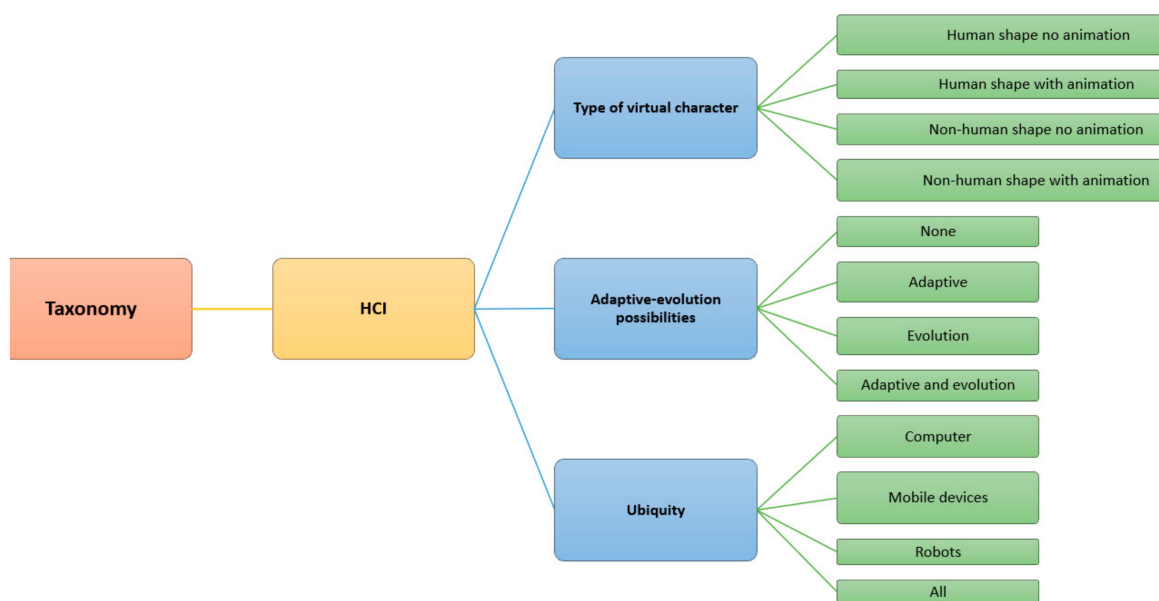 Taxonomy
HCI
Type of virtual character
Human shape no animation
Human shape with animation
Non-human shape no animation
Non-human shape with animation
Adaptive-evolution
possibilities
None
Adaptive
Evolution
Adaptive and evolution
Ubiquity
Computer
Mobile devices
Robots
All